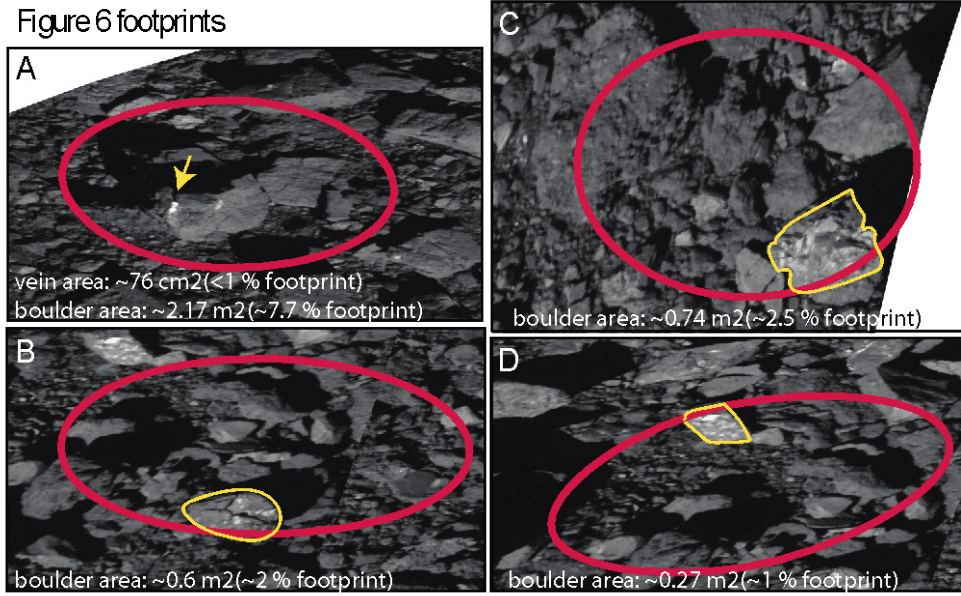 Figure 6 footprints
A
vein area: ~76 cm2(<1 % footprint)
boulder area: ~2.17 m2(~7.7 % footprint)
B
boulder area: ~0.6 m2(~2 % footprint)
C
boulder area: ~0.74 m2(~2.5 % footprint)
D
boulder area: ~0.27 m2(~1 % footprint)